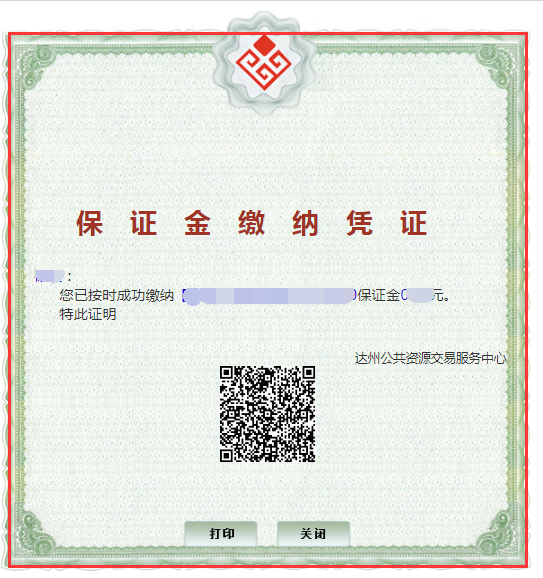 保证金缴纳凭证
：
您已按时成功缴纳【0保证金0元。
特此证明
达州公共资源交易服务中心
打印 关闭